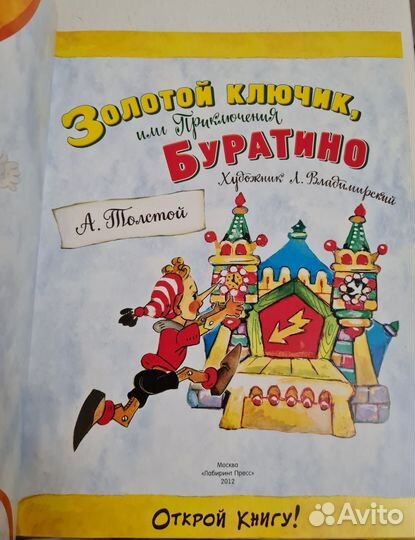 Золотой ключик,
или Приключения
БУРАТИНО
Художник Л. Владимирский
А. Толстой
Москва
«Лабиринт Пресс»
2012
ОТКРОЙ КНИГУ!
Avito